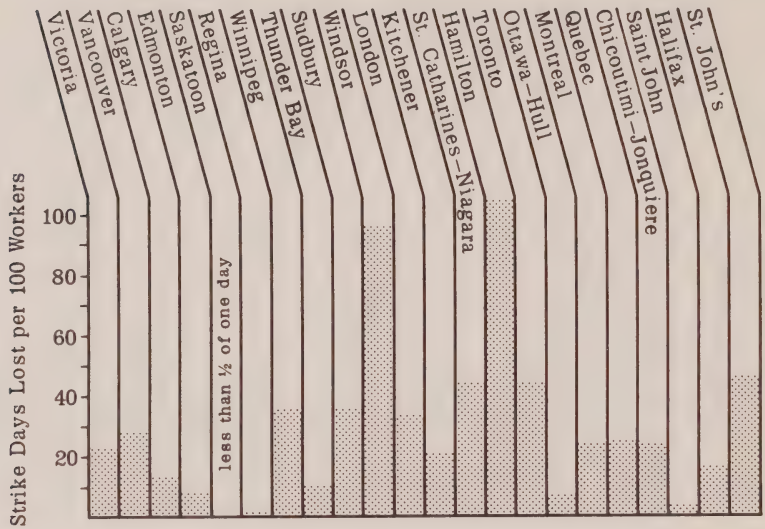 Victoria
Vancouver
Calgary
Edmonton
Saskatoon
Regina
Winnipeg
Thunder Bay
Sudbury
Windsor
London
Kitchener
St. Catharines–Niagara
Hamilton
Toronto
Ottawa–Hull
Montreal
Quebec
Chicoutimi–Jonquiere
Saint John
Halifax
St. John's
Strike Days Lost per 100 Workers
100
80
60
40
20
less than ½ of one day